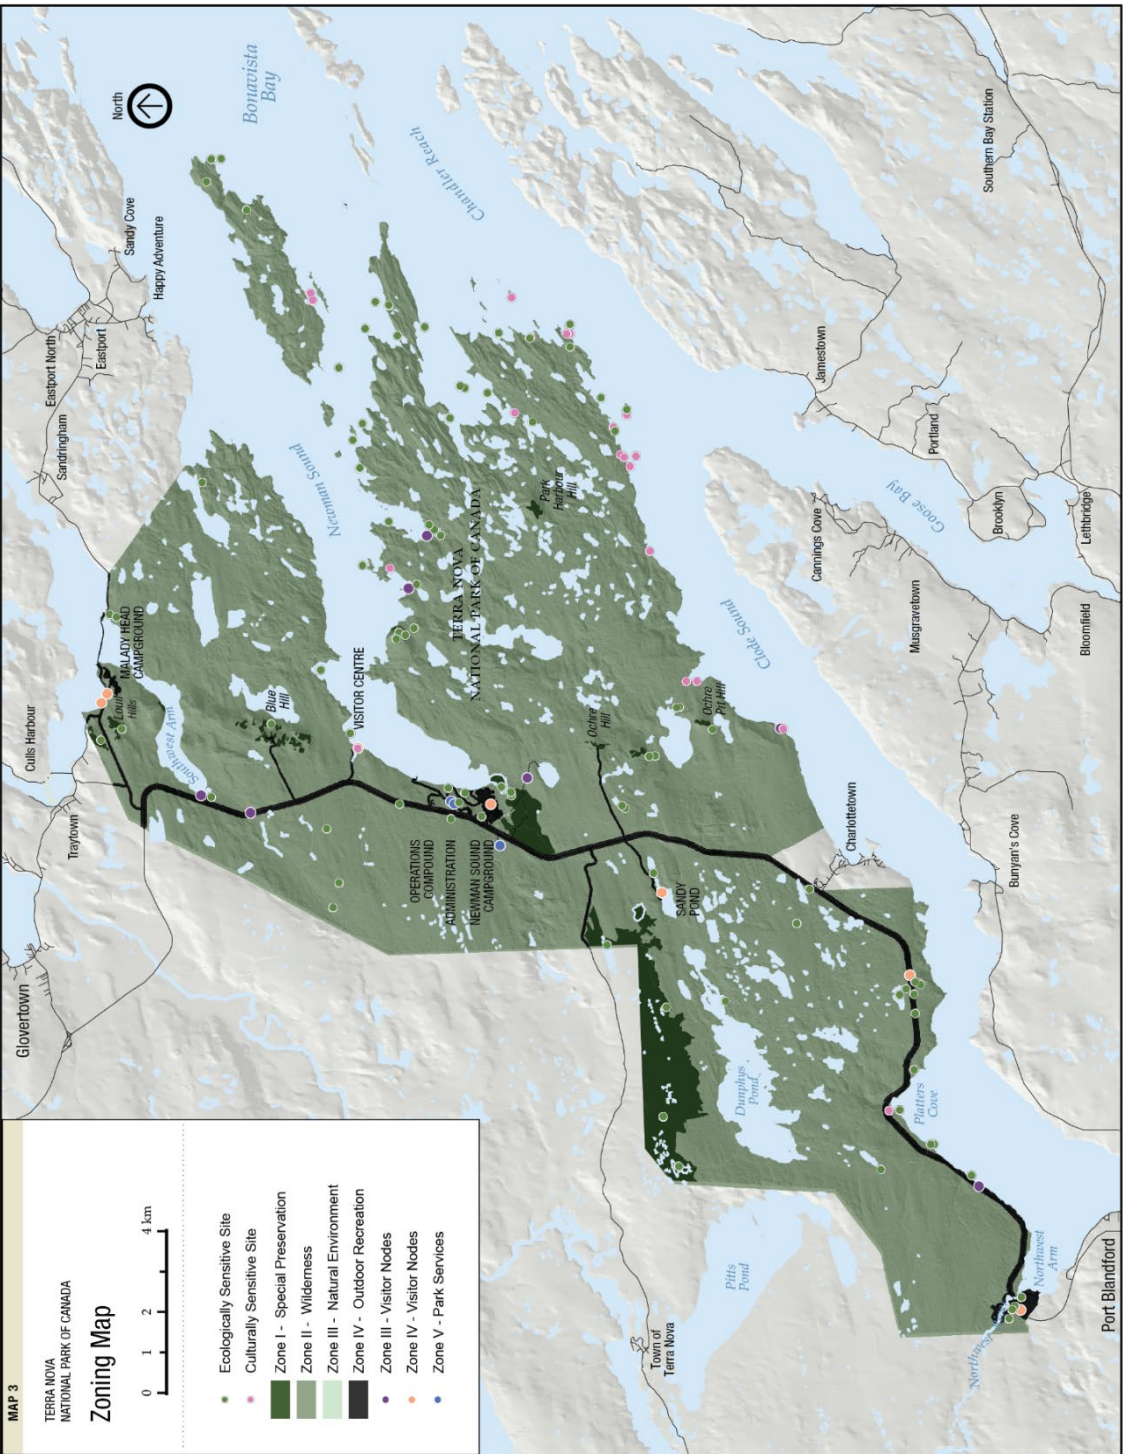 MAP 3
TERRA NOVA
NATIONAL PARK OF CANADA
Zoning Map
0 1 2 4 km
Ecologically Sensitive Site
Culturally Sensitive Site
Zone I - Special Preservation
Zone II - Wilderness
Zone III - Natural Environment
Zone IV - Outdoor Recreation
Zone III - Visitor Nodes
Zone IV - Visitor Nodes
Zone V - Park Services
Glovertown
Traytown
Culls Harbour
MALADY HEAD
CAMPGROUND
Louil
Hills
Southwest Arm
Blue
Hill
VISITOR CENTRE
Sandringham
Eastport North
Eastport
Sandy Cove
Happy Adventure
North
Bonavista
Bay
Newman Sound
Chandler Reach
OPERATIONS
COMPOUND
ADMINISTRATION
NEWMAN SOUND
CAMPGROUND
TERRA NOVA
NATIONAL PARK OF CANADA
Park
Harbour
Hill
Ochre
Hill
Ochre
Pit Hill
SANDY
POND
Dunphys
Pond
Pitts
Pond
Town of
Terra Nova
Charlottetown
Clode Sound
Platters
Cove
Northwest
Arm
Northwest
Port Blandford
Bunyan's Cove
Musgravetown
Cannings Cove
Bloomfield
Lethbridge
Brooklyn
Goose Bay
Portland
Jamestown
Southern Bay Station